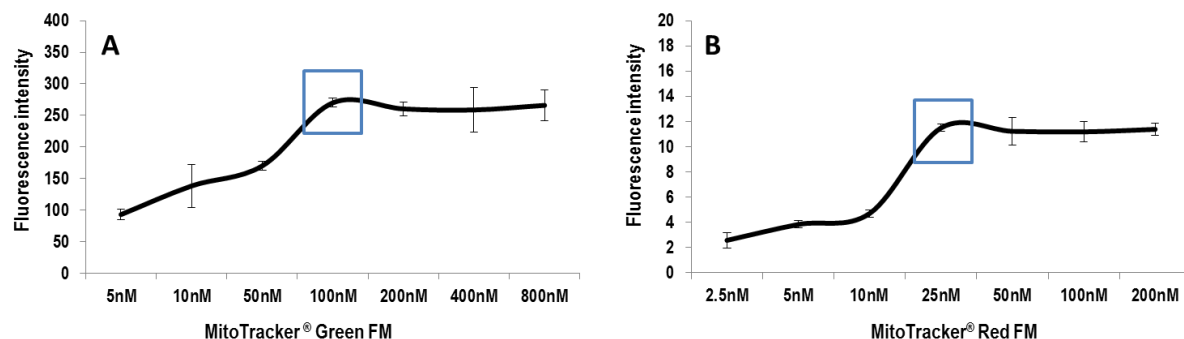 A
Fluorescence intensity
400
350
300
250
200
150
100
50
0
5nM 10nM 50nM 100nM 200nM 400nM 800nM
MitoTracker ® Green FM
B
Fluorescence intensity
20
18
16
14
12
10
8
6
4
2
0
2.5nM 5nM 10nM 25nM 50nM 100nM 200nM
MitoTracker® Red FM